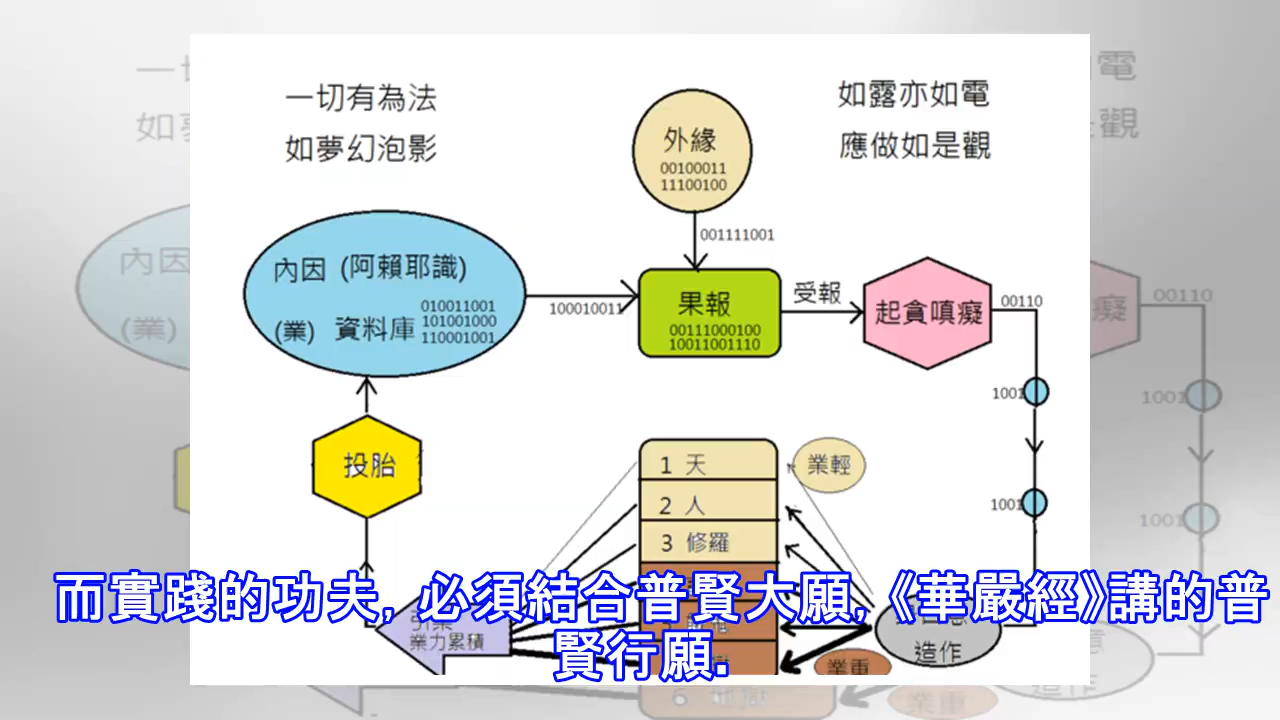 一切有為法
如夢幻泡影
如露亦如電
應做如是觀
外緣
00100011
11100100
001111001
內因 (阿賴耶識)
(業) 資料庫
010011001
101001000
110001001
100010011
果報
00111000100
10011001110
受報
起貪嗔癡
00110
1001
1001
投胎
1 天
2 人
3 修羅
業輕
業力累積
造作
業重
而實踐的功夫, 必須結合普賢大願, 《華嚴經》講的普
賢行願.